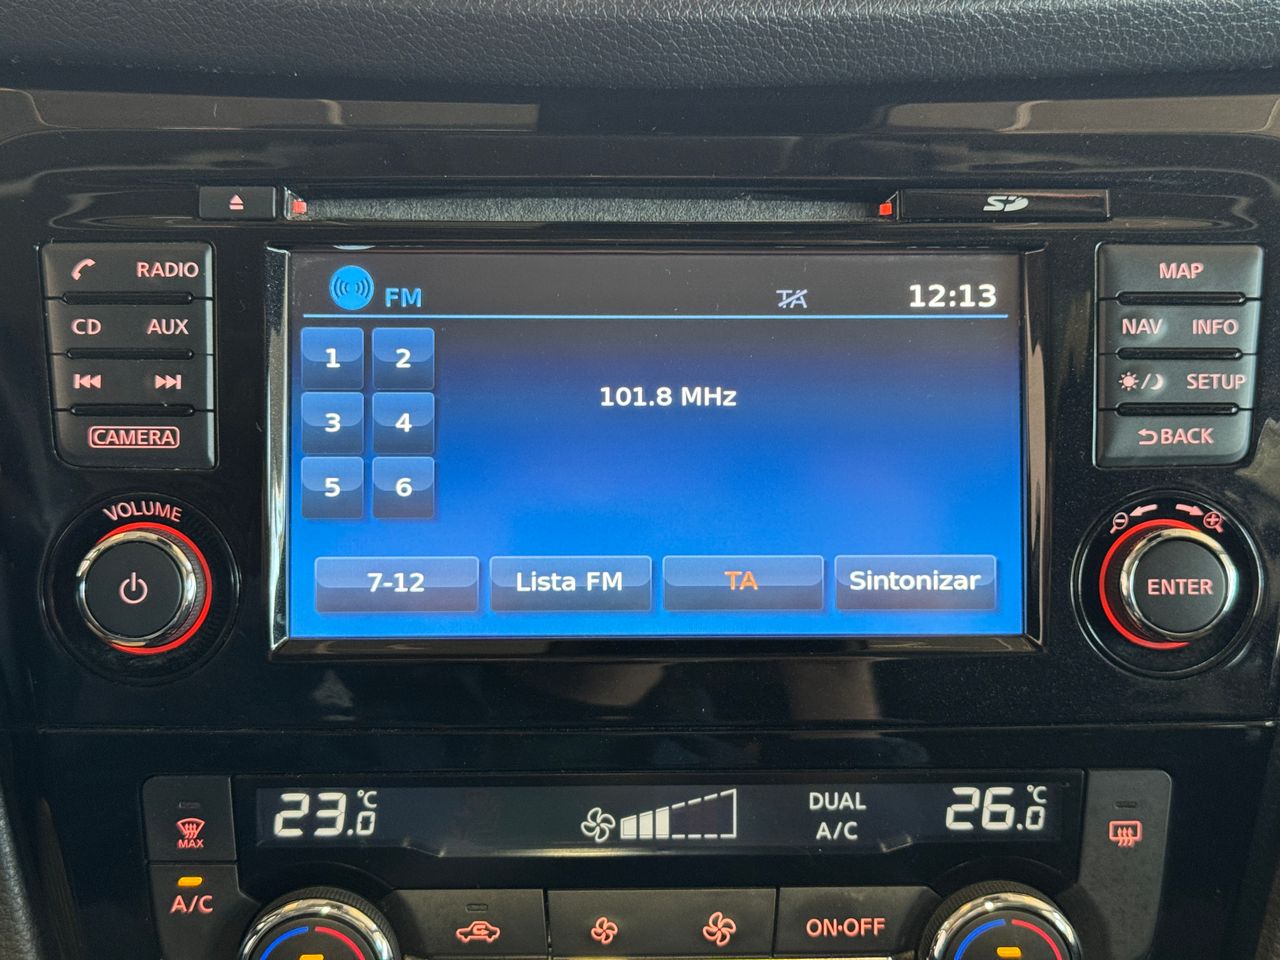 SD
RADIO
CD AUX
CAMERA
VOLUME
FM TA 12:13
1 2
101.8 MHz
3 4
5 6
7-12 Lista FM TA Sintonizar
MAP
NAV INFO
SETUP
BACK
ENTER
23.0 °C DUAL 26.0 °C
A/C
MAX
A/C
ON•OFF